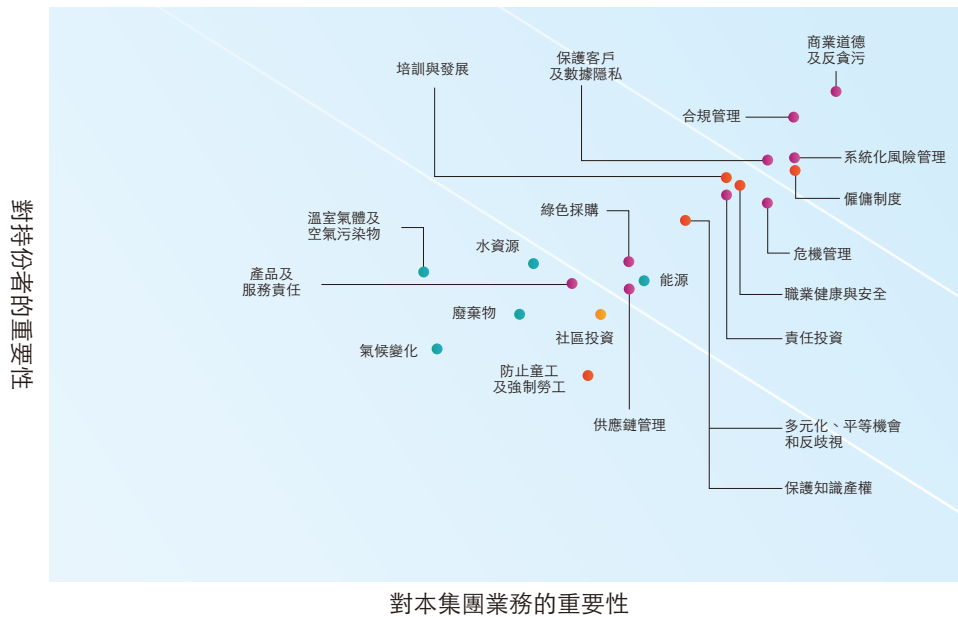 商業道德
及反貪污
保護客戶
及數據隱私
培訓與發展
合規管理
系統化風險管理
僱傭制度
綠色採購
溫室氣體及
空氣污染物
水資源
危機管理
產品及
服務責任
能源
職業健康與安全
廢棄物
社區投資
責任投資
氣候變化
防止童工
及強制勞工
供應鏈管理
多元化、平等機會
和反歧視
保護知識產權
對持份者的重要性
對本集團業務的重要性